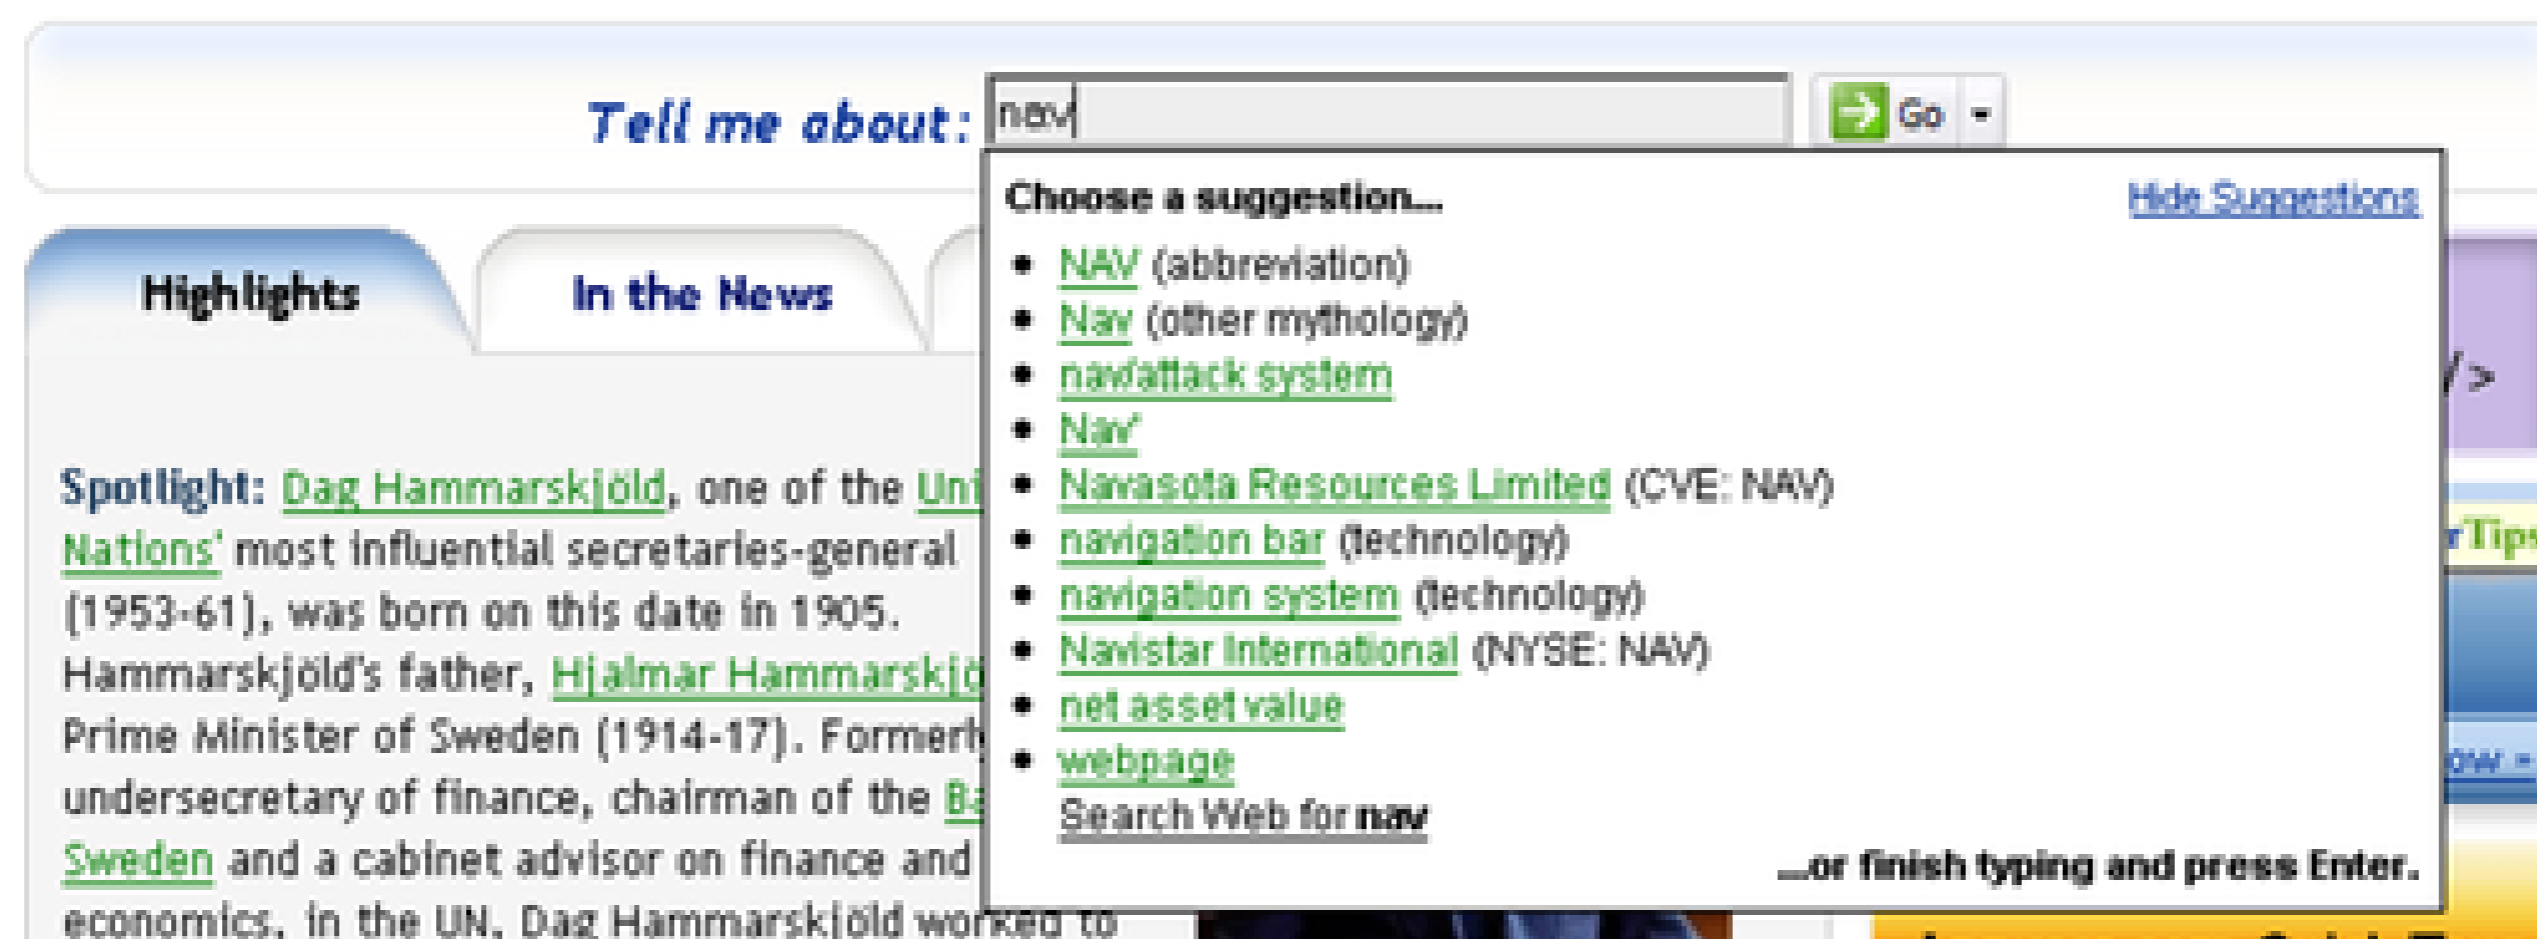 Tell me about: nav Go
Choose a suggestion... Hide Suggestions
NAV (abbreviation)
Nav (other mythology)
nav/attack system
Nav'
Navasota Resources Limited (CVE: NAV)
navigation bar (technology)
navigation system (technology)
Navistar International (NYSE: NAV)
net asset value
webpage
Search Web for nav
...or finish typing and press Enter.
Highlights In the News
/>
Spotlight: Dag Hammarskjöld, one of the Uni
Nations' most influential secretaries-general
(1953-61), was born on this date in 1905.
Hammarskjöld's father, Hjalmar Hammarskjö
Prime Minister of Sweden (1914-17). Formerly
undersecretary of finance, chairman of the Ba
Sweden and a cabinet advisor on finance and
economics, in the UN, Dag Hammarskjöld worked to
rTips
ow -